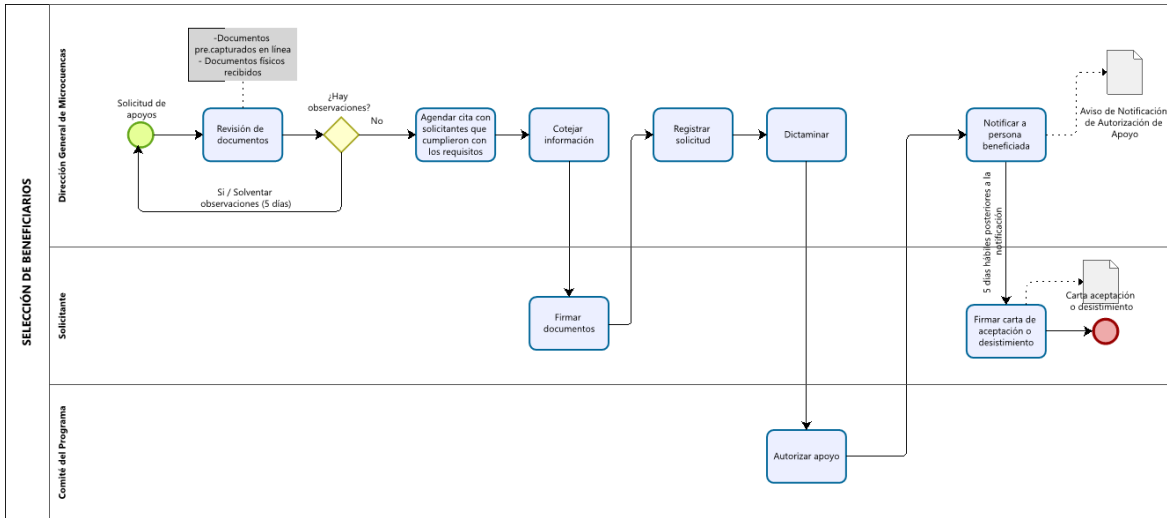 SELECCIÓN DE BENEFICIARIOS
Dirección General de Microcuencas
-Documentos
pre.capturados en línea
- Documentos físicos
recibidos
Solicitud de
apoyos
Revisión de
documentos
¿Hay
observaciones?
No
Si / Solventar
observaciones (5 días)
Agendar cita con
solicitantes que
cumplieron con
los requisitos
Cotejar
información
Registrar
solicitud
Dictaminar
Notificar a
persona
beneficiada
Aviso de Notificación
de Autorización de
Apoyo
5 días hábiles posteriores a la
notificación
Solicitante
Firmar
documentos
Firmar carta de
aceptación o
desistimiento
Carta aceptación
o desistimiento
Comité del Programa
Autorizar apoyo